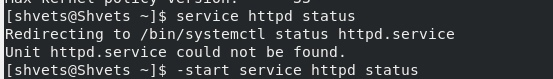 Max kernel policy version: 33
[shvets@Shvets ~]$ service httpd status
Redirecting to /bin/systemctl status httpd.service
Unit httpd.service could not be found.
[shvets@Shvets ~]$ -start service httpd status